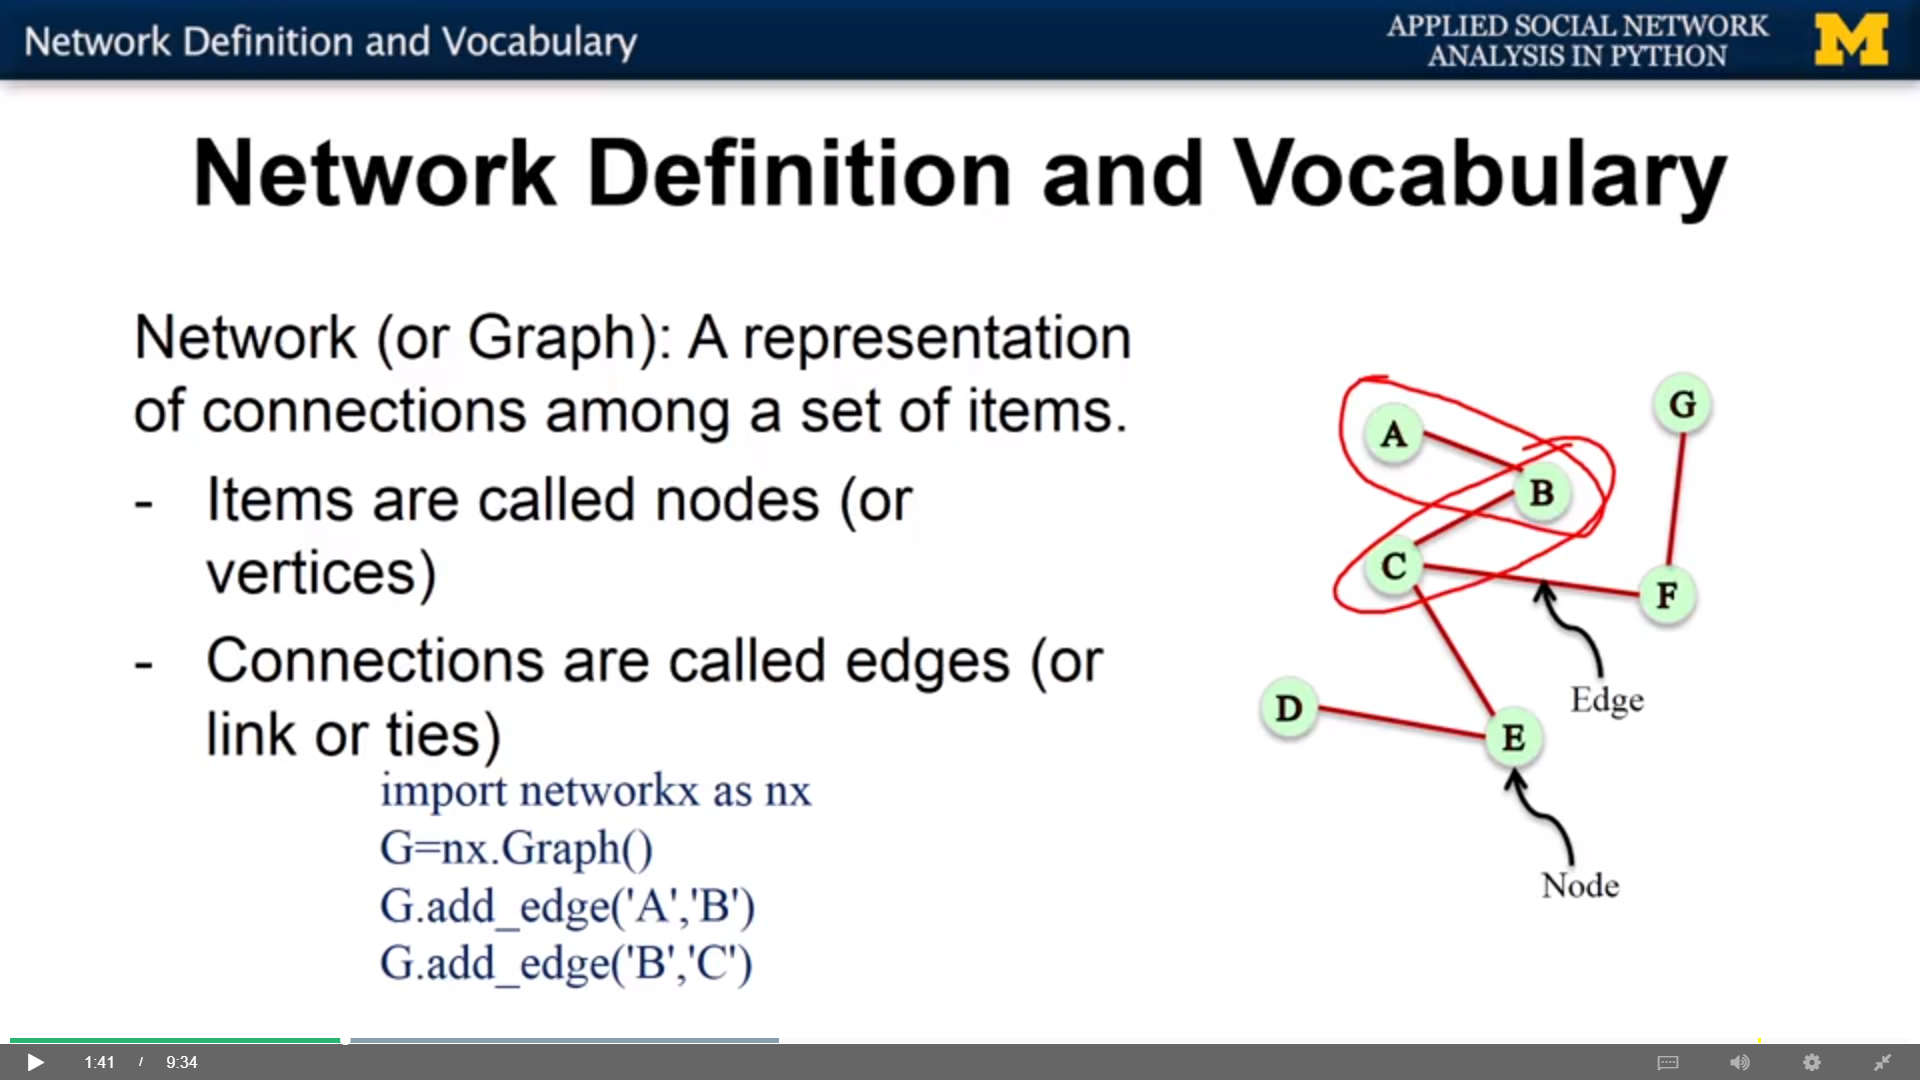 Network Definition and Vocabulary
APPLIED SOCIAL NETWORK
ANALYSIS IN PYTHON
M
Network Definition and Vocabulary
Network (or Graph): A representation
of connections among a set of items.
- Items are called nodes (or
vertices)
- Connections are called edges (or
link or ties)
import networkx as nx
G=nx.Graph()
G.add_edge('A','B')
G.add_edge('B','C')
A
G
B
C
F
Edge
D
E
Node
1:41 / 9:34